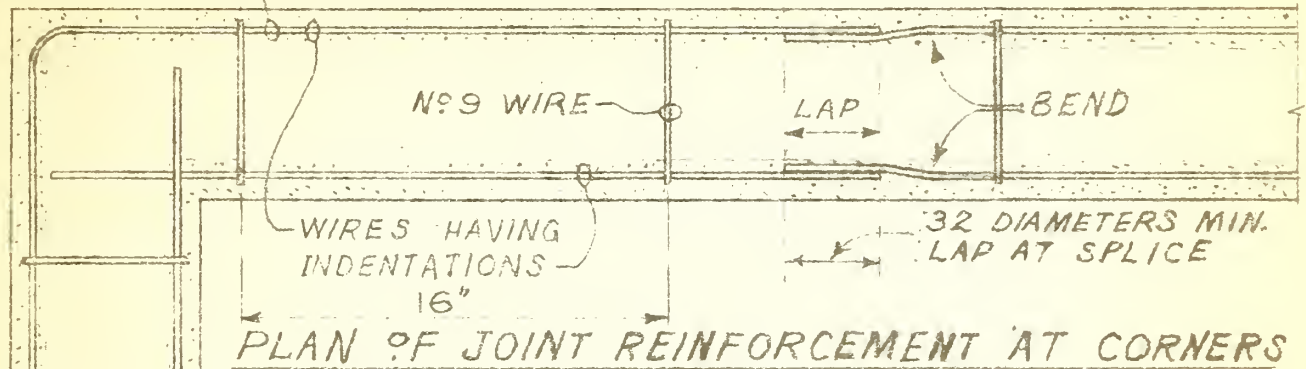 Nº 9 WIRE
LAP
BEND
WIRES HAVING
INDENTATIONS
32 DIAMETERS MIN.
LAP AT SPLICE
16"
PLAN OF JOINT REINFORCEMENT AT CORNERS